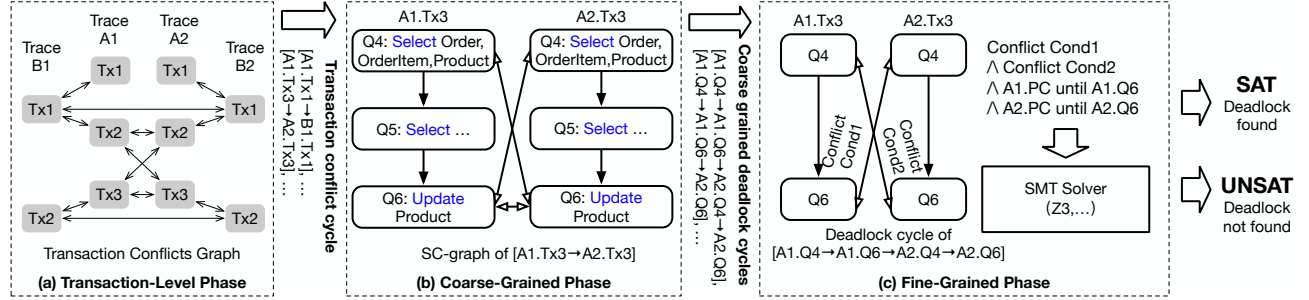 Trace
A1
Trace
A2
Trace
B1
Trace
B2
Tx1
Tx1
Tx1
Tx1
Tx2
Tx2
Tx3
Tx3
Tx2
Tx2
Transaction Conflicts Graph
(a) Transaction-Level Phase
Transaction conflict
cycle
[A1.Tx1→B1.Tx1], …
[A1.Tx3→A2.Tx3], …
A1.Tx3
A2.Tx3
Q4: Select Order,
OrderItem,Product
Q4: Select Order,
OrderItem,Product
Q5: Select …
Q5: Select …
Q6: Update
Product
Q6: Update
Product
SC-graph of [A1.Tx3→A2.Tx3]
(b) Coarse-Grained Phase
Coarse grained deadlock cycles
[A1.Q4→A1.Q6→A2.Q4→A2.Q6],
[A1.Q4→A1.Q6→A2.Q6], …
A1.Tx3
A2.Tx3
Q4
Q4
Conflict
Cond1
Conflict
Cond2
Q6
Q6
Deadlock cycle of
[A1.Q4→A1.Q6→A2.Q4→A2.Q6]
Conflict Cond1
∧ Conflict Cond2
∧ A1.PC until A1.Q6
∧ A2.PC until A2.Q6
SMT Solver
(Z3,…)
(c) Fine-Grained Phase
SAT
Deadlock
found
UNSAT
Deadlock
not found